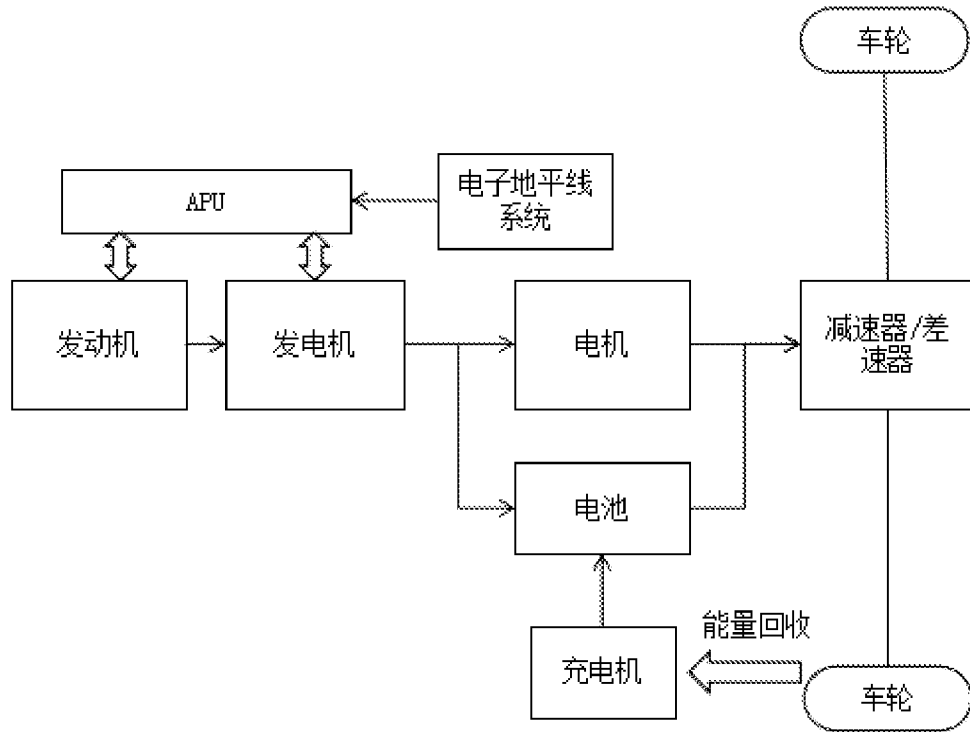 车轮
APU
电子地平线
系统
发动机
发电机
电机
减速器/差
速器
电池
能量回收
充电机
车轮